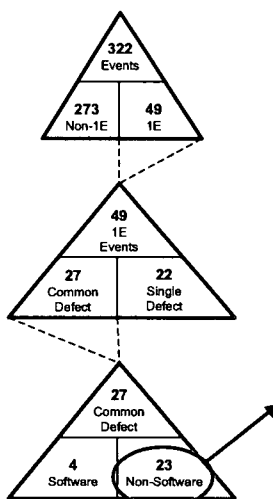 322
Events
273 49
Non-1E 1E
49
1E
Events
27 22
Common Single
Defect Defect
27
Common
Defect
4 23
Software Non-Software